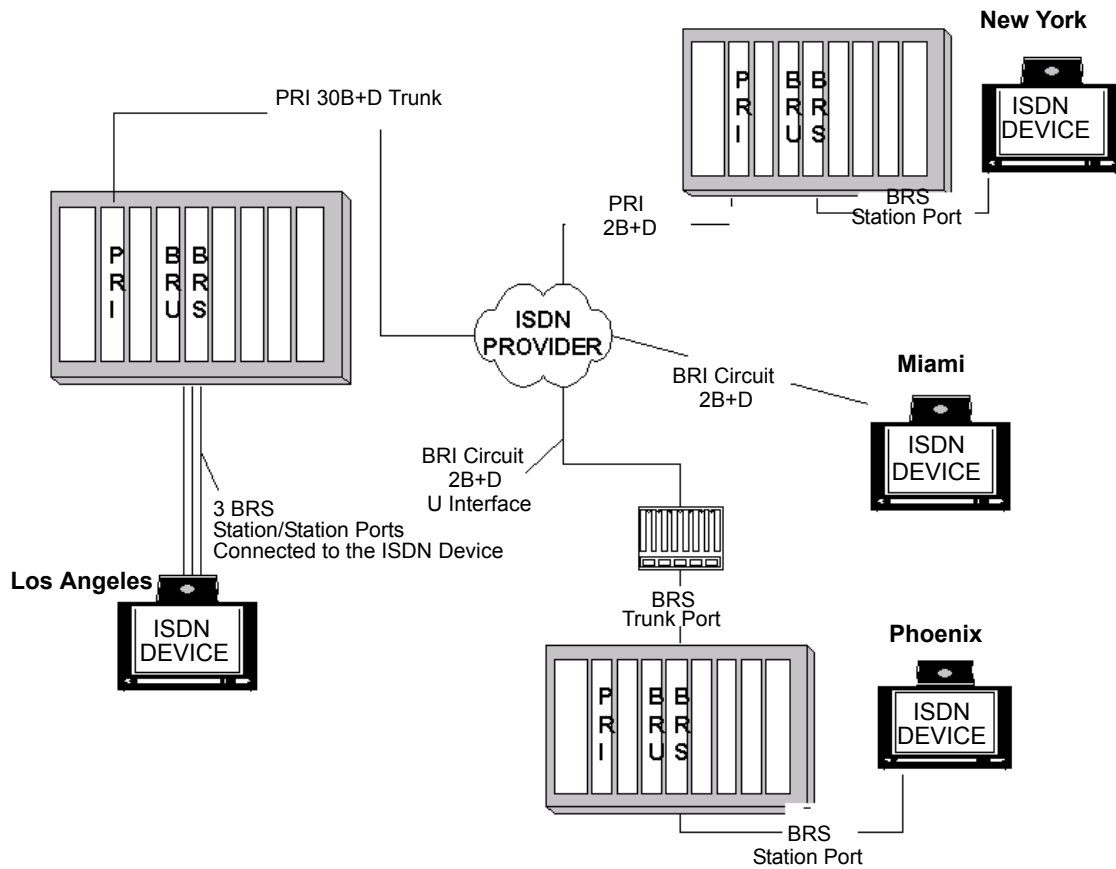 New York
ISDN
DEVICE
P
R
I
B
R
U
B
R
S
BRS
Station Port
PRI
2B+D
PRI 30B+D Trunk
P
R
I
B
R
U
B
R
S
ISDN
PROVIDER
BRI Circuit
2B+D
Miami
ISDN
DEVICE
BRI Circuit
2B+D
U Interface
3 BRS
Station/Station Ports
Connected to the ISDN Device
Los Angeles
ISDN
DEVICE
BRS
Trunk Port
P
R
I
B
R
U
B
R
S
Phoenix
ISDN
DEVICE
BRS
Station Port